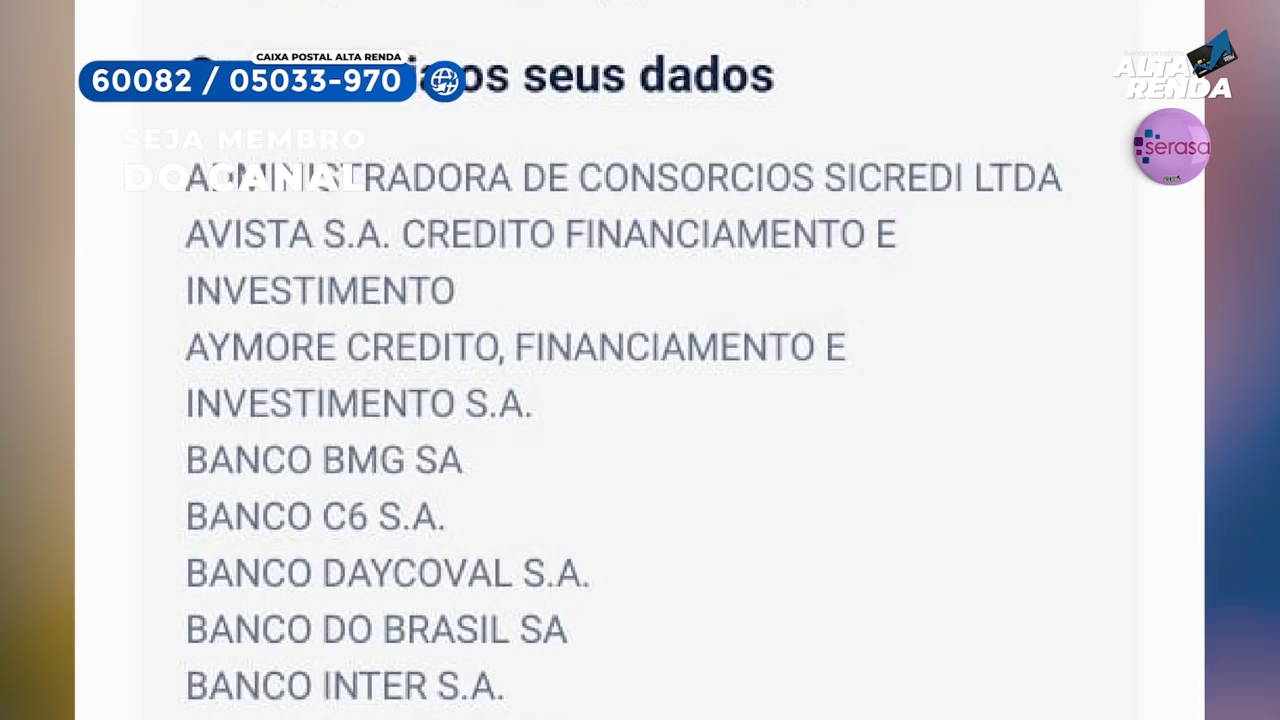 CAIXA POSTAL ALTA RENDA
60082 / 05033-970
os seus dados
ALTA
RENDA
serasa
SEJA MEMBRO
DO CANAL
ADMINISTRADORA DE CONSORCIOS SICREDI LTDA
AVISTA S.A. CREDITO FINANCIAMENTO E
INVESTIMENTO
AYMORE CREDITO, FINANCIAMENTO E
INVESTIMENTO S.A.
BANCO BMG SA
BANCO C6 S.A.
BANCO DAYCOVAL S.A.
BANCO DO BRASIL SA
BANCO INTER S.A.